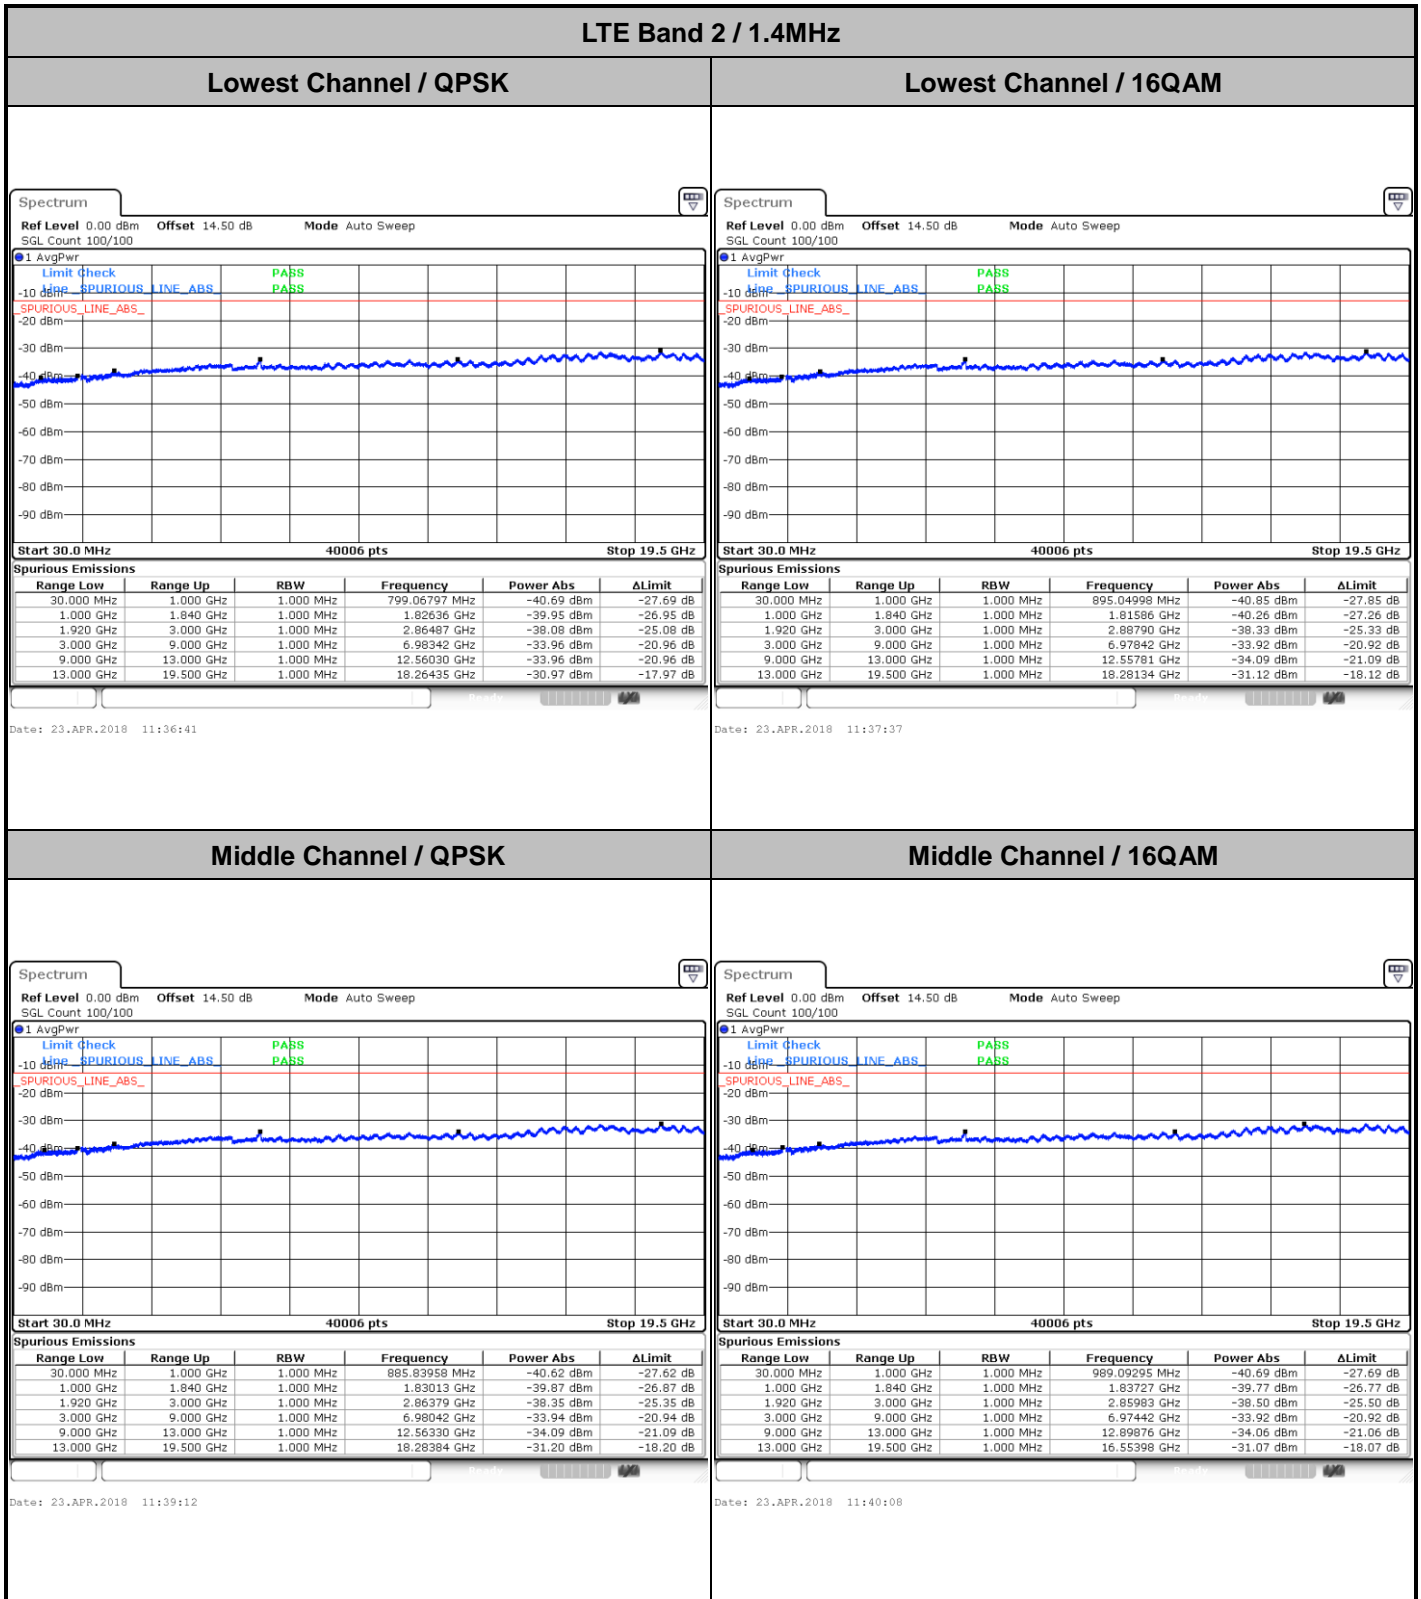 LTE Band 2 / 1.4MHz
Lowest Channel / QPSK
Lowest Channel / 16QAM
Spectrum
Ref Level 0.00 dBm Offset 14.50 dB Mode Auto Sweep
SGL Count 100/100
1 AvgPwr
Limit Check PASS
Line _SPURIOUS_LINE_ABS_ PASS
-10 dBm
_SPURIOUS_LINE_ABS_
-20 dBm
-30 dBm
-40 dBm
-50 dBm
-60 dBm
-70 dBm
-80 dBm
-90 dBm
Start 30.0 MHz 40006 pts Stop 19.5 GHz
Spurious Emissions
Range Low Range Up RBW Frequency Power Abs ΔLimit
30.000 MHz 1.000 GHz 1.000 MHz 799.06797 MHz -40.69 dBm -27.69 dB
1.000 GHz 1.840 GHz 1.000 MHz 1.82636 GHz -39.95 dBm -26.95 dB
1.920 GHz 3.000 GHz 1.000 MHz 2.86487 GHz -38.08 dBm -25.08 dB
3.000 GHz 9.000 GHz 1.000 MHz 6.98342 GHz -33.96 dBm -20.96 dB
9.000 GHz 13.000 GHz 1.000 MHz 12.56030 GHz -33.96 dBm -20.96 dB
13.000 GHz 19.500 GHz 1.000 MHz 18.26435 GHz -30.97 dBm -17.97 dB
Date: 23.APR.2018 11:36:41
Spectrum
Ref Level 0.00 dBm Offset 14.50 dB Mode Auto Sweep
SGL Count 100/100
1 AvgPwr
Limit Check PASS
Line _SPURIOUS_LINE_ABS_ PASS
-10 dBm
_SPURIOUS_LINE_ABS_
-20 dBm
-30 dBm
-40 dBm
-50 dBm
-60 dBm
-70 dBm
-80 dBm
-90 dBm
Start 30.0 MHz 40006 pts Stop 19.5 GHz
Spurious Emissions
Range Low Range Up RBW Frequency Power Abs ΔLimit
30.000 MHz 1.000 GHz 1.000 MHz 895.04998 MHz -40.85 dBm -27.85 dB
1.000 GHz 1.840 GHz 1.000 MHz 1.81586 GHz -40.26 dBm -27.26 dB
1.920 GHz 3.000 GHz 1.000 MHz 2.88790 GHz -38.33 dBm -25.33 dB
3.000 GHz 9.000 GHz 1.000 MHz 6.97842 GHz -33.92 dBm -20.92 dB
9.000 GHz 13.000 GHz 1.000 MHz 12.55781 GHz -34.09 dBm -21.09 dB
13.000 GHz 19.500 GHz 1.000 MHz 18.28134 GHz -31.12 dBm -18.12 dB
Ready
Date: 23.APR.2018 11:37:37
Middle Channel / QPSK
Middle Channel / 16QAM
Spectrum
Ref Level 0.00 dBm Offset 14.50 dB Mode Auto Sweep
SGL Count 100/100
1 AvgPwr
Limit Check PASS
Line _SPURIOUS_LINE_ABS_ PASS
-10 dBm
_SPURIOUS_LINE_ABS_
-20 dBm
-30 dBm
-40 dBm
-50 dBm
-60 dBm
-70 dBm
-80 dBm
-90 dBm
Start 30.0 MHz 40006 pts Stop 19.5 GHz
Spurious Emissions
Range Low Range Up RBW Frequency Power Abs ΔLimit
30.000 MHz 1.000 GHz 1.000 MHz 885.83958 MHz -40.62 dBm -27.62 dB
1.000 GHz 1.840 GHz 1.000 MHz 1.83013 GHz -39.87 dBm -26.87 dB
1.920 GHz 3.000 GHz 1.000 MHz 2.86379 GHz -38.35 dBm -25.35 dB
3.000 GHz 9.000 GHz 1.000 MHz 6.98042 GHz -33.94 dBm -20.94 dB
9.000 GHz 13.000 GHz 1.000 MHz 12.56330 GHz -34.09 dBm -21.09 dB
13.000 GHz 19.500 GHz 1.000 MHz 18.28384 GHz -31.20 dBm -18.20 dB
Ready
Date: 23.APR.2018 11:39:12
Spectrum
Ref Level 0.00 dBm Offset 14.50 dB Mode Auto Sweep
SGL Count 100/100
1 AvgPwr
Limit Check PASS
Line _SPURIOUS_LINE_ABS_ PASS
-10 dBm
_SPURIOUS_LINE_ABS_
-20 dBm
-30 dBm
-40 dBm
-50 dBm
-60 dBm
-70 dBm
-80 dBm
-90 dBm
Start 30.0 MHz 40006 pts Stop 19.5 GHz
Spurious Emissions
Range Low Range Up RBW Frequency Power Abs ΔLimit
30.000 MHz 1.000 GHz 1.000 MHz 989.09295 MHz -40.69 dBm -27.69 dB
1.000 GHz 1.840 GHz 1.000 MHz 1.83727 GHz -39.77 dBm -26.77 dB
1.920 GHz 3.000 GHz 1.000 MHz 2.85983 GHz -38.50 dBm -25.50 dB
3.000 GHz 9.000 GHz 1.000 MHz 6.97442 GHz -33.92 dBm -20.92 dB
9.000 GHz 13.000 GHz 1.000 MHz 12.89876 GHz -34.06 dBm -21.06 dB
13.000 GHz 19.500 GHz 1.000 MHz 16.55398 GHz -31.07 dBm -18.07 dB
Date: 23.APR.2018 11:40:08